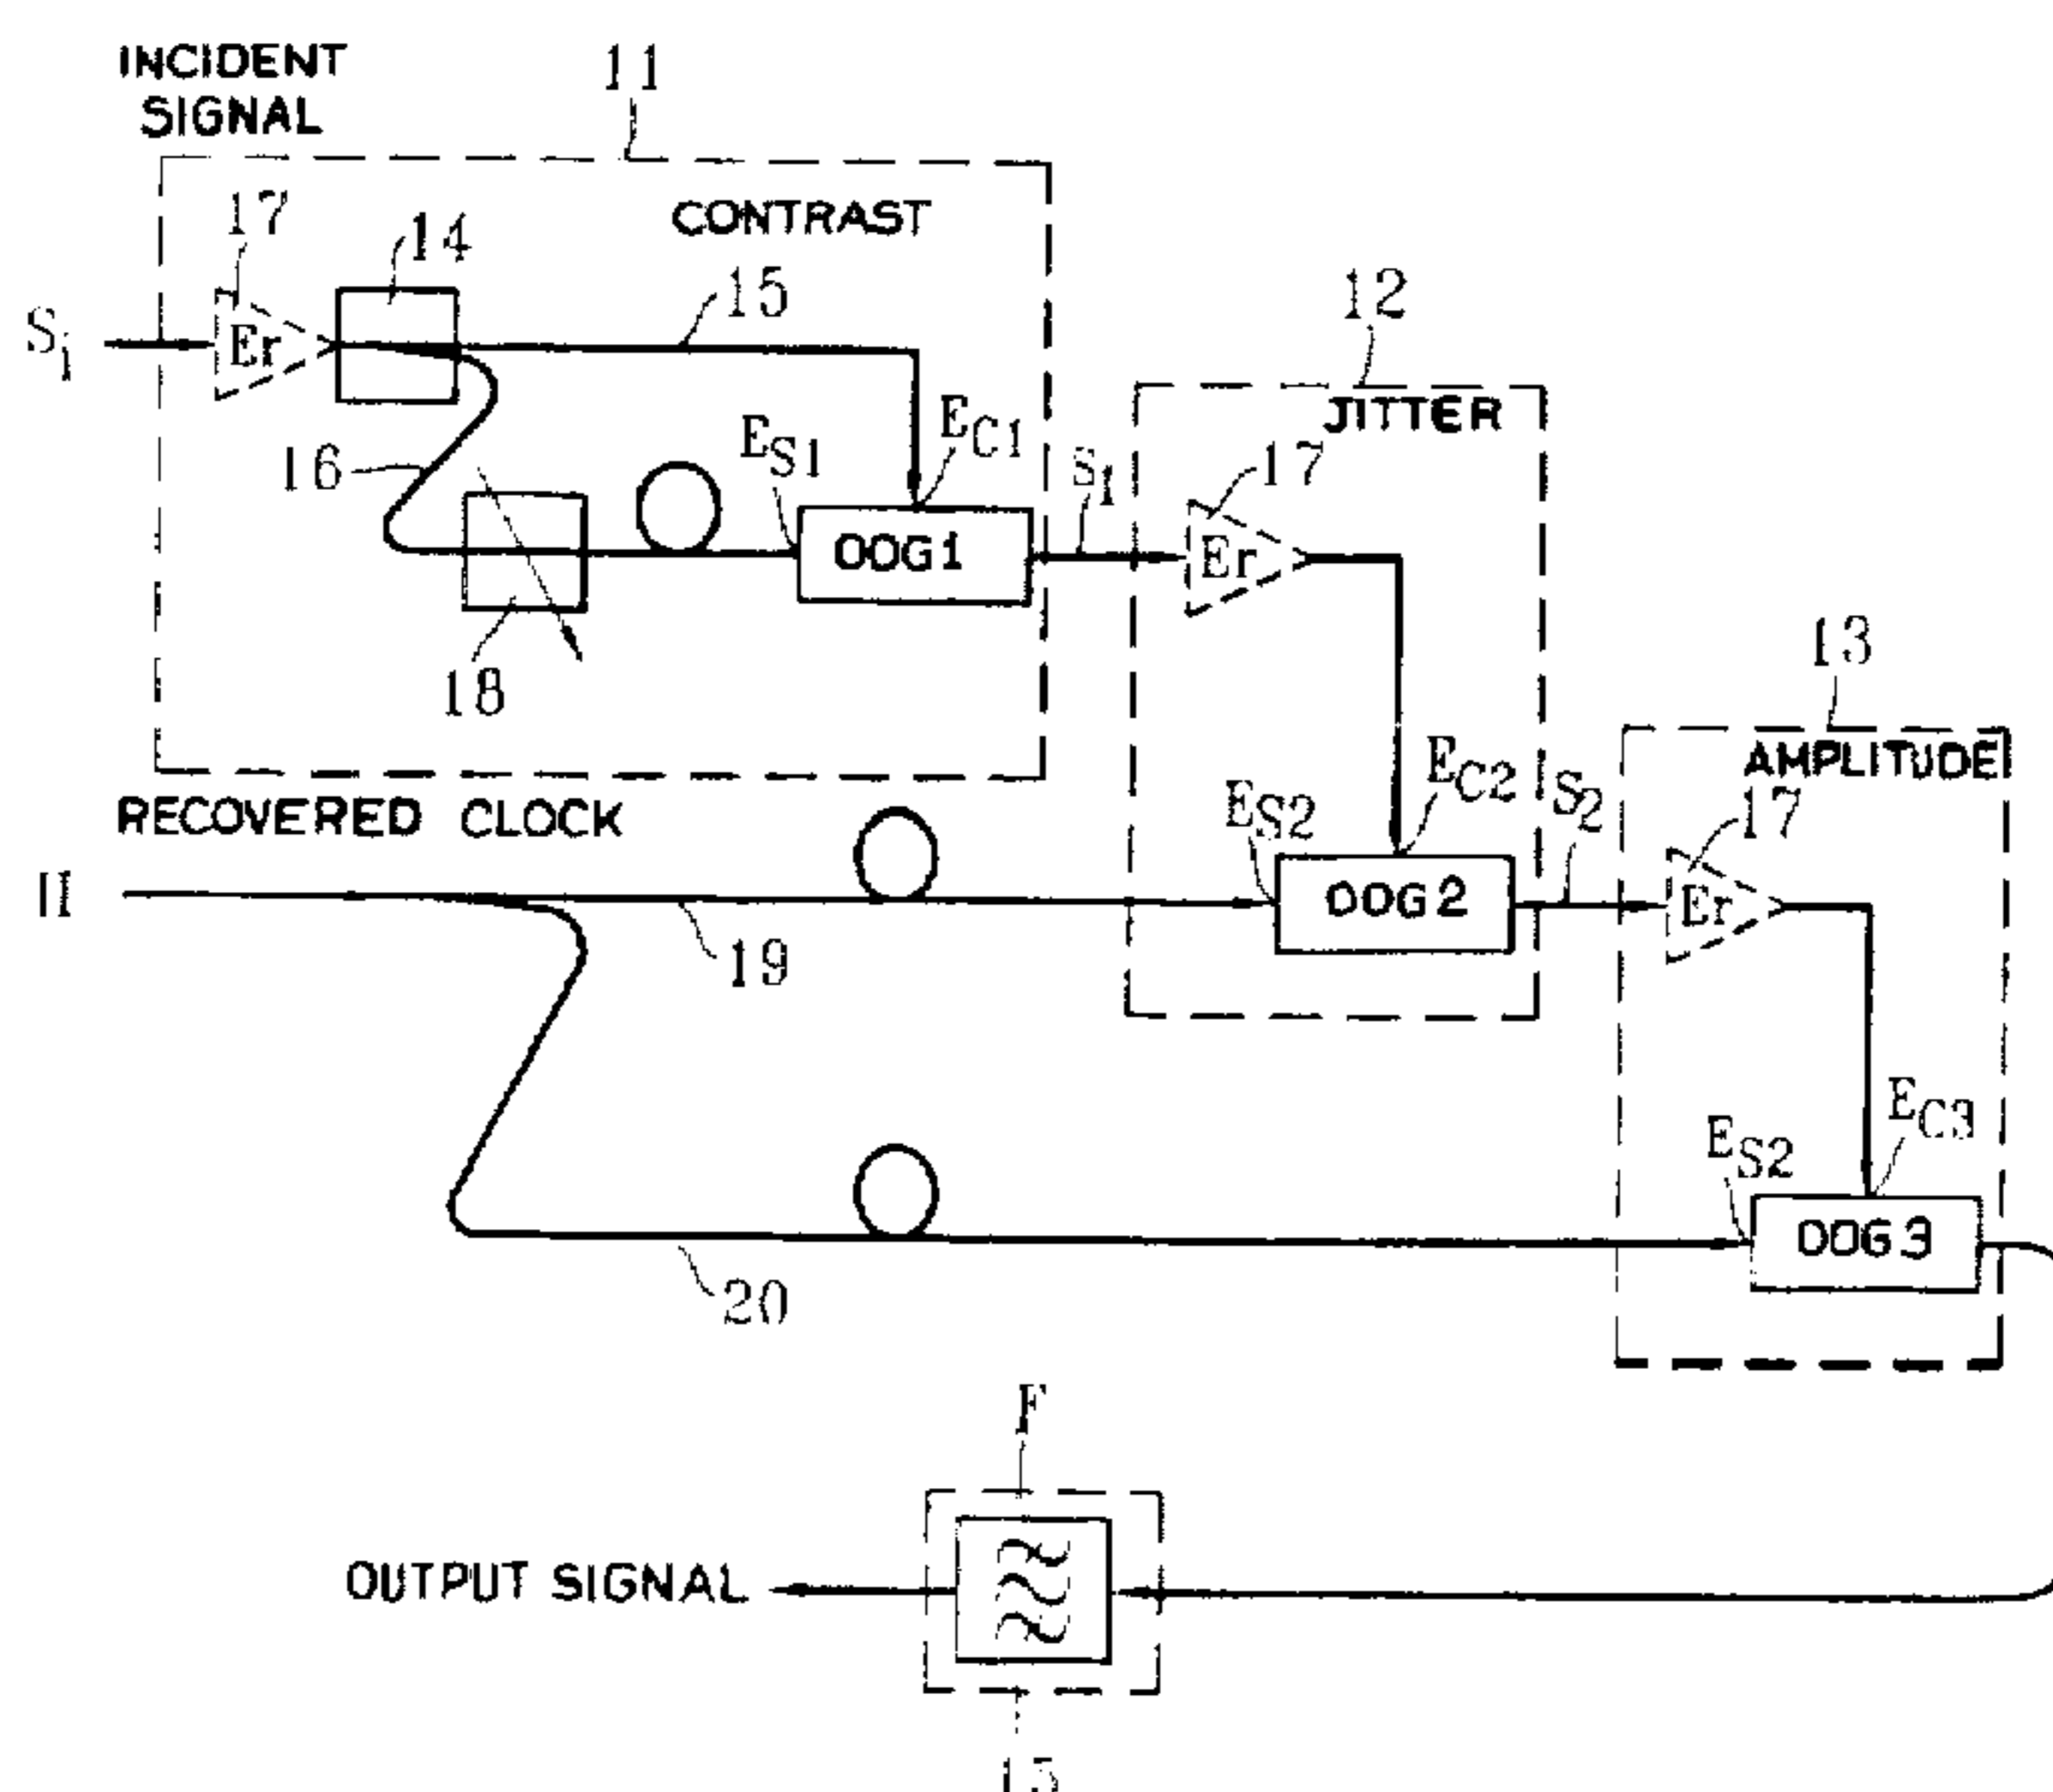 INCIDENT
SIGNAL
11
CONTRAST
17
14
15
Si
Er
16
ES1
EC1
OOG1
18
S1
12
JITTER
17
Er
13
AMPLITUDE
RECOVERED CLOCK
ES2
EC2
S2
17
H
OOG2
Er
19
ES2
EC3
OOG3
20
F
OUTPUT SIGNAL
15